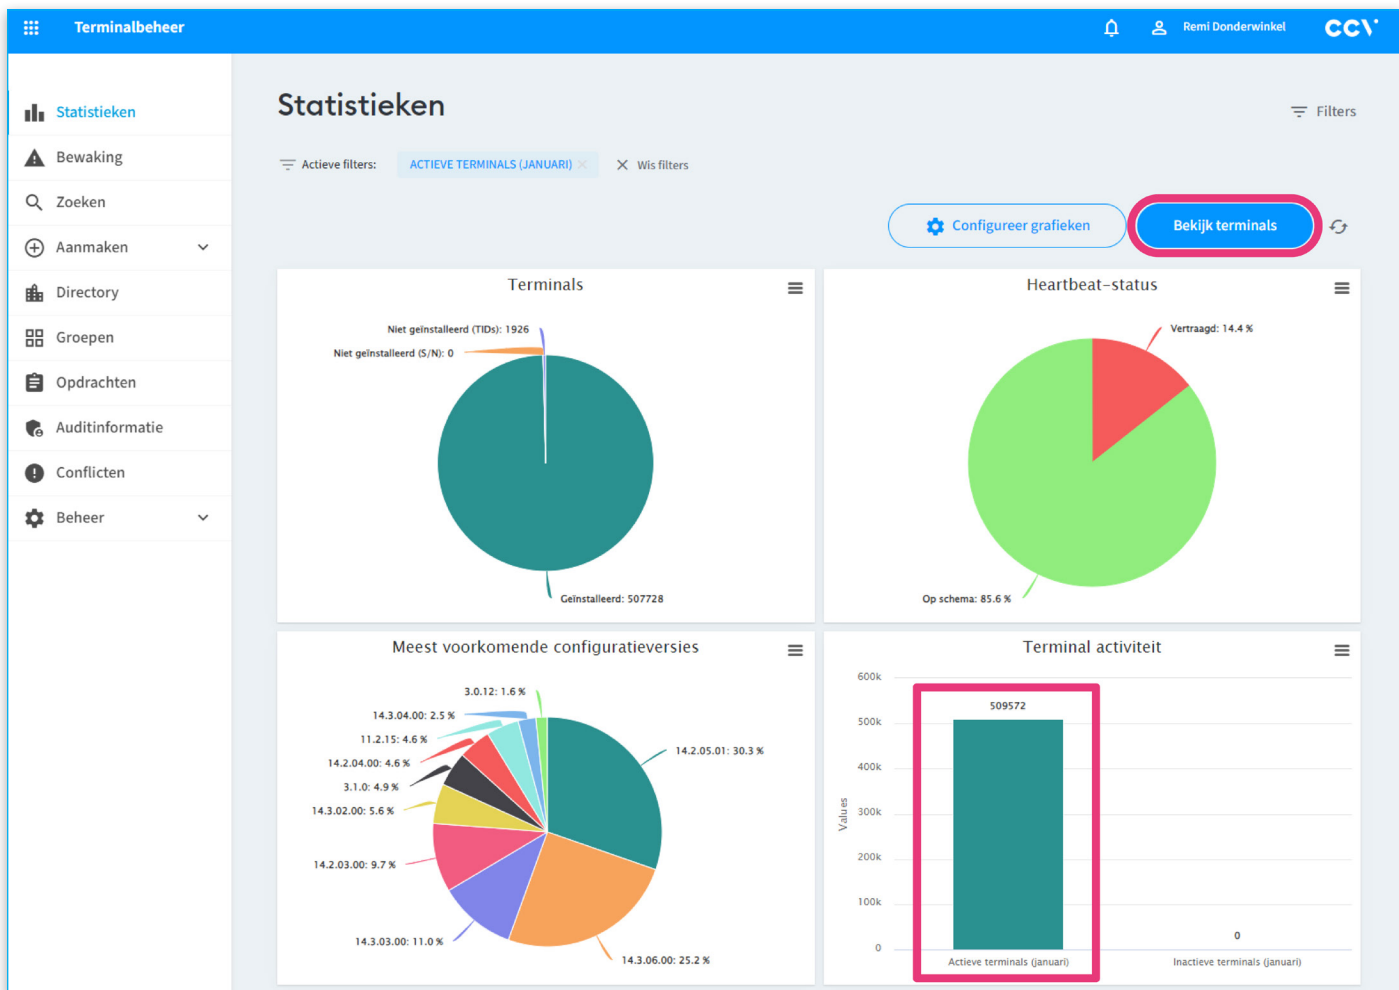 Terminalbeheer
Remi Donderwinkel
CCV
Statistieken
Bewaking
Zoeken
Aanmaken
Directory
Groepen
Opdrachten
Auditinformatie
Conflicten
Beheer
Statistieken
Filters
Actieve filters:
ACTIEVE TERMINALS (JANUARI)
Wis filters
Configureer grafieken
Bekijk terminals
Terminals
Niet geïnstalleerd (TIDs): 1926
Niet geïnstalleerd (S/N): 0
Geïnstalleerd: 507728
Heartbeat-status
Vertraagd: 14.4 %
Op schema: 85.6 %
Meest voorkomende configuratieversies
3.0.12: 1.6 %
14.3.04.00: 2.5 %
11.2.15: 4.6 %
14.2.04.00: 4.6 %
3.1.0: 4.9 %
14.3.02.00: 5.6 %
14.2.03.00: 9.7 %
14.3.03.00: 11.0 %
14.2.05.01: 30.3 %
14.3.06.00: 25.2 %
Terminal activiteit
Values
600k
500k
400k
300k
200k
100k
0
509572
0
Actieve terminals (januari)
Inactieve terminals (januari)